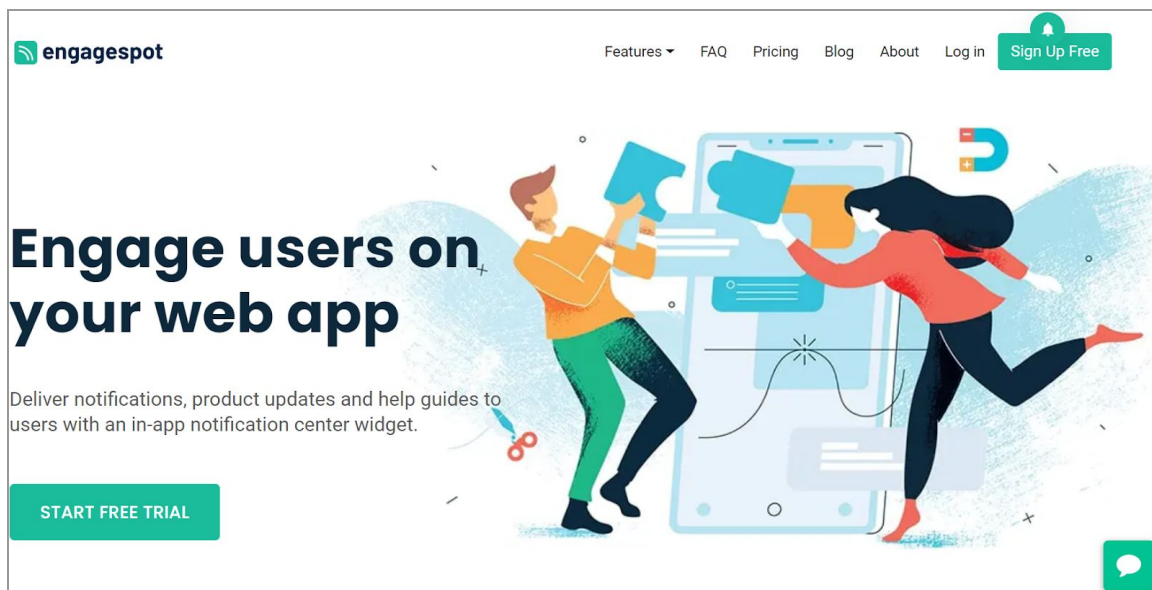 engagespot
Features
FAQ
Pricing
Blog
About
Log in
Sign Up Free
Engage users on
your web app
Deliver notifications, product updates and help guides to
users with an in-app notification center widget.
START FREE TRIAL